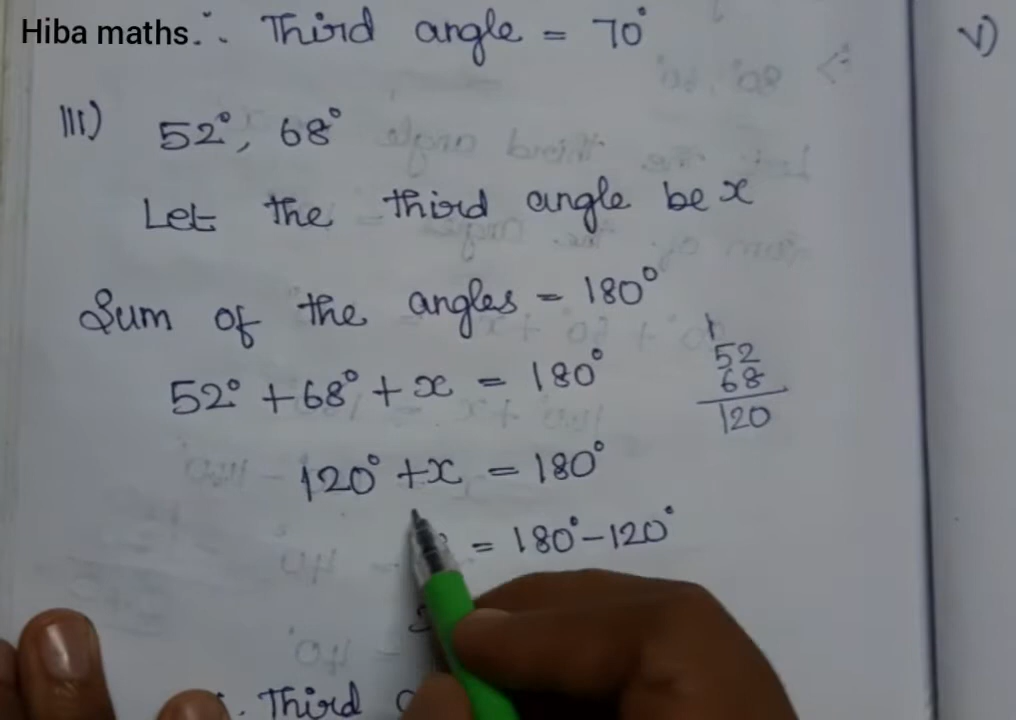 Hiba maths. ∴ Third angle = 70°
V)
III) 52°, 68°
Let the third angle be x
Sum of the angles = 180°
52° + 68° + x = 180°
1
52
68
120
120° + x = 180°
= 180° - 120°
∴ Third